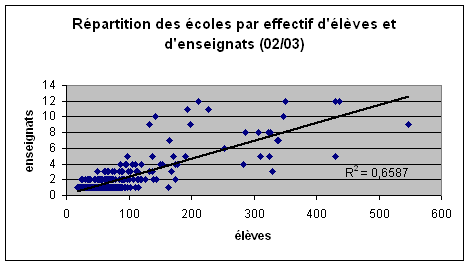 Répartition des écoles par effectif d'élèves et
d'enseignats (02/03)
enseignats
14
12
10
8
6
4
2
0
R² = 0,6587
0 100 200 300 400 500 600
élèves